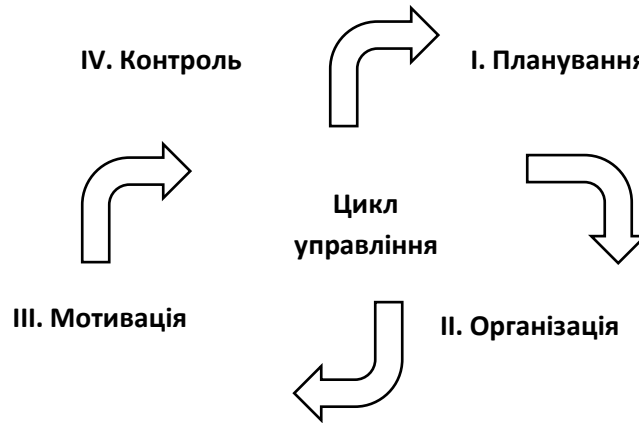 IV. Контроль
I. Планування
Цикл
управління
III. Мотивація
II. Організація